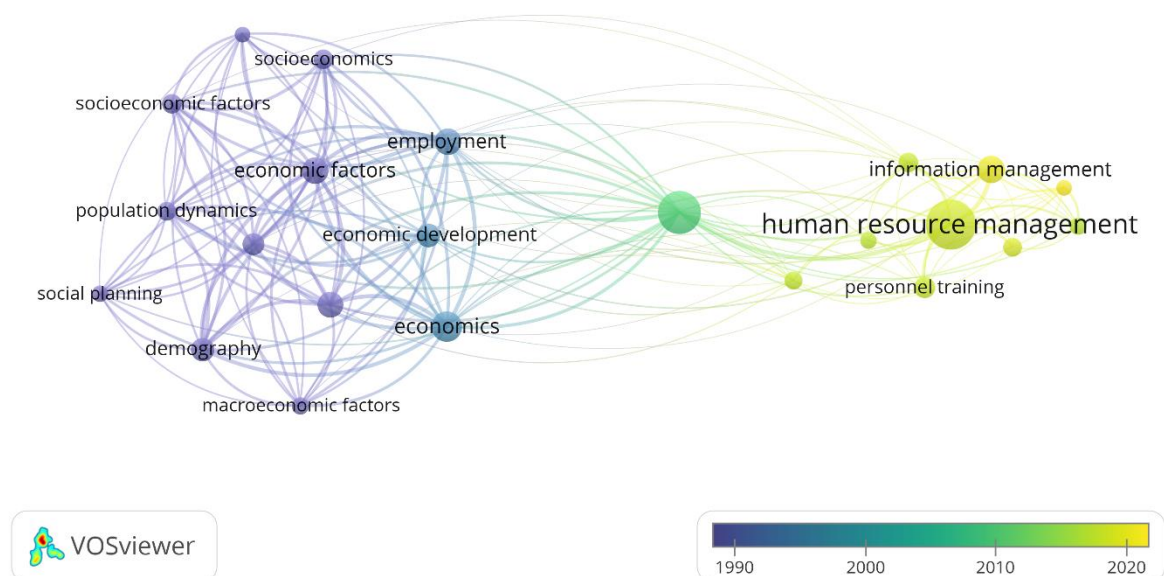 socioeconomics
socioeconomic factors
employment
economic factors
information management
population dynamics
human resource management
economic development
personnel training
social planning
economics
demography
macroeconomic factors
VOSviewer
1990 2000 2010 2020